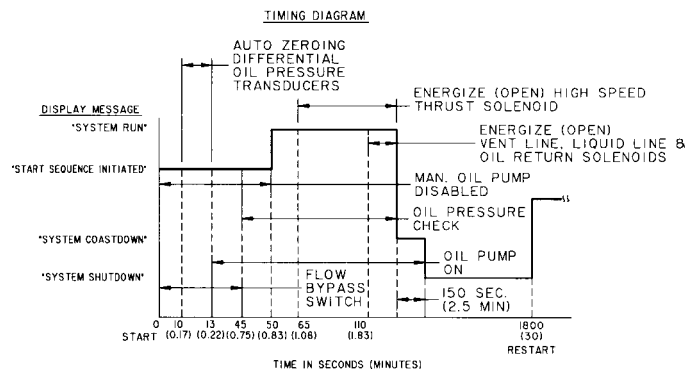 TIMING DIAGRAM
AUTO ZEROING
DIFFERENTIAL
OIL PRESSURE
TRANSDUCERS
ENERGIZE (OPEN) HIGH SPEED
THRUST SOLENOID
DISPLAY MESSAGE
"SYSTEM RUN"
ENERGIZE (OPEN)
VENT LINE, LIQUID LINE &
OIL RETURN SOLENOIDS
"START SEQUENCE INITIATED"
MAN. OIL PUMP
DISABLED
OIL PRESSURE
CHECK
"SYSTEM COASTDOWN"
OIL PUMP
ON
"SYSTEM SHUTDOWN"
FLOW
BYPASS
SWITCH
150 SEC.
(2.5 MIN)
0 10 13 45 50 65 110 1800
START (0.17) (0.22) (0.75) (0.83) (1.08) (1.83) (30)
RESTART
TIME IN SECONDS (MINUTES)